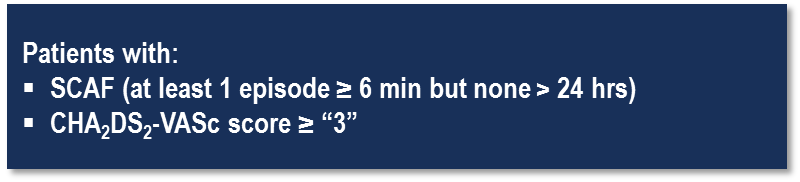 Patients with:
▪ SCAF (at least 1 episode ≥ 6 min but none > 24 hrs)
▪ CHA₂DS₂-VASc score ≥ “3”